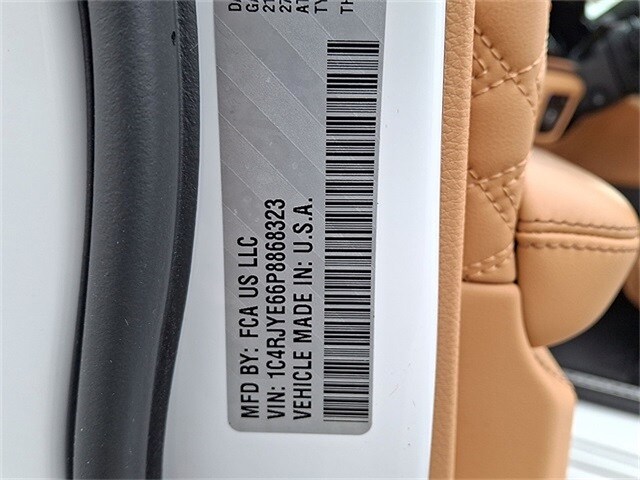 MFD BY: FCA US LLC
VIN: 1C4RJYE66P8868323
VEHICLE MADE IN: U.S.A.